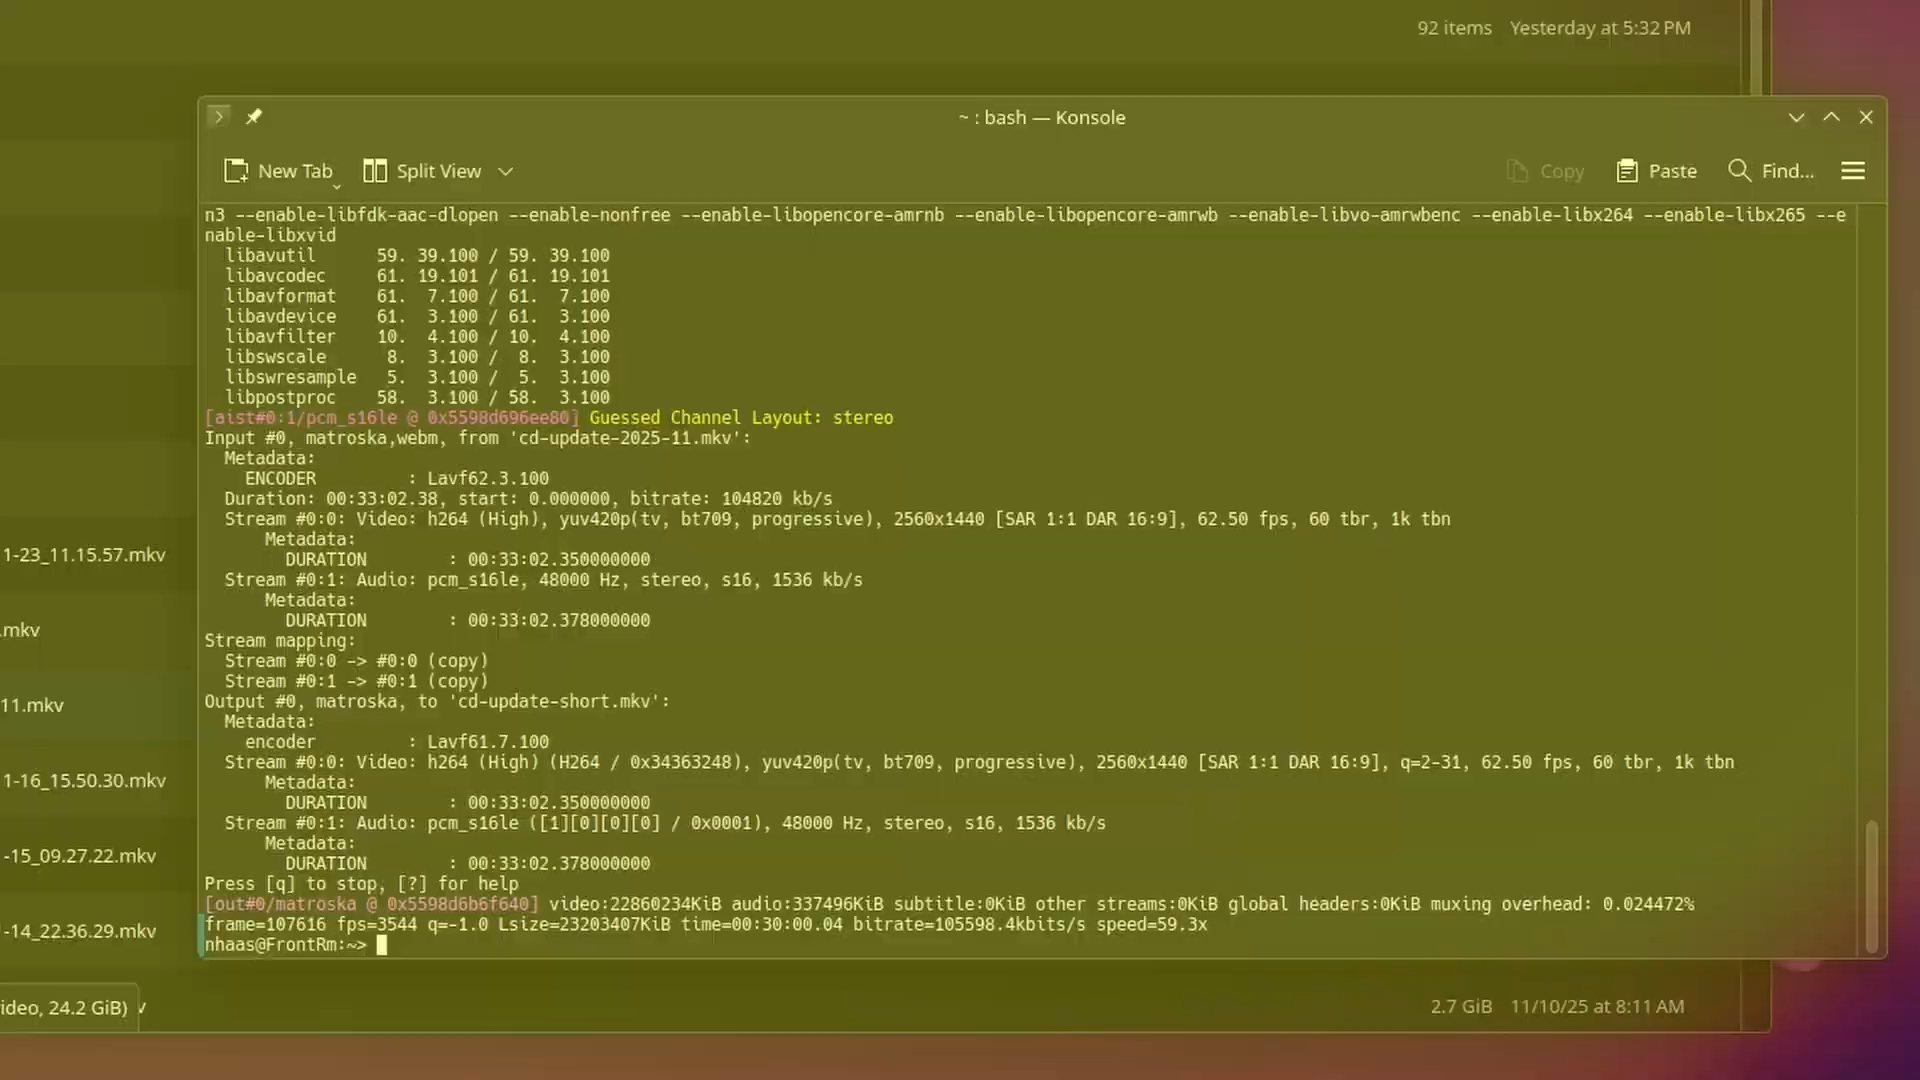 92 items Yesterday at 5:32 PM
~ : bash — Konsole
New Tab Split View Copy Paste Find...
n3 --enable-libfdk-aac-dlopen --enable-nonfree --enable-libopencore-amrnb --enable-libopencore-amrwb --enable-libvo-amrwbenc --enable-libx264 --enable-libx265 --e
nable-libxvid
libavutil 59. 39.100 / 59. 39.100
libavcodec 61. 19.101 / 61. 19.101
libavformat 61. 7.100 / 61. 7.100
libavdevice 61. 3.100 / 61. 3.100
libavfilter 10. 4.100 / 10. 4.100
libswscale 8. 3.100 / 8. 3.100
libswresample 5. 3.100 / 5. 3.100
libpostproc 58. 3.100 / 58. 3.100
[aist#0:1/pcm_s16le @ 0x5598d696ee80] Guessed Channel Layout: stereo
Input #0, matroska,webm, from 'cd-update-2025-11.mkv':
Metadata:
ENCODER : Lavf62.3.100
Duration: 00:33:02.38, start: 0.000000, bitrate: 104820 kb/s
Stream #0:0: Video: h264 (High), yuv420p(tv, bt709, progressive), 2560x1440 [SAR 1:1 DAR 16:9], 62.50 fps, 60 tbr, 1k tbn
Metadata:
DURATION : 00:33:02.350000000
Stream #0:1: Audio: pcm_s16le, 48000 Hz, stereo, s16, 1536 kb/s
Metadata:
DURATION : 00:33:02.378000000
Stream mapping:
Stream #0:0 -> #0:0 (copy)
Stream #0:1 -> #0:1 (copy)
Output #0, matroska, to 'cd-update-short.mkv':
Metadata:
encoder : Lavf61.7.100
Stream #0:0: Video: h264 (High) (H264 / 0x34363248), yuv420p(tv, bt709, progressive), 2560x1440 [SAR 1:1 DAR 16:9], q=2-31, 62.50 fps, 60 tbr, 1k tbn
Metadata:
DURATION : 00:33:02.350000000
Stream #0:1: Audio: pcm_s16le ([1][0][0][0] / 0x0001), 48000 Hz, stereo, s16, 1536 kb/s
Metadata:
DURATION : 00:33:02.378000000
Press [q] to stop, [?] for help
[out#0/matroska @ 0x5598d6b6f640] video:22860234KiB audio:337496KiB subtitle:0KiB other streams:0KiB global headers:0KiB muxing overhead: 0.024472%
frame=107616 fps=3544 q=-1.0 Lsize=23203407KiB time=00:30:00.04 bitrate=105598.4kbits/s speed=59.3x
nhaas@FrontRm:~>
1-23_11.15.57.mkv
.mkv
11.mkv
1-16_15.50.30.mkv
-15_09.27.22.mkv
-14_22.36.29.mkv
ideo, 24.2 GiB) v
2.7 GiB 11/10/25 at 8:11 AM